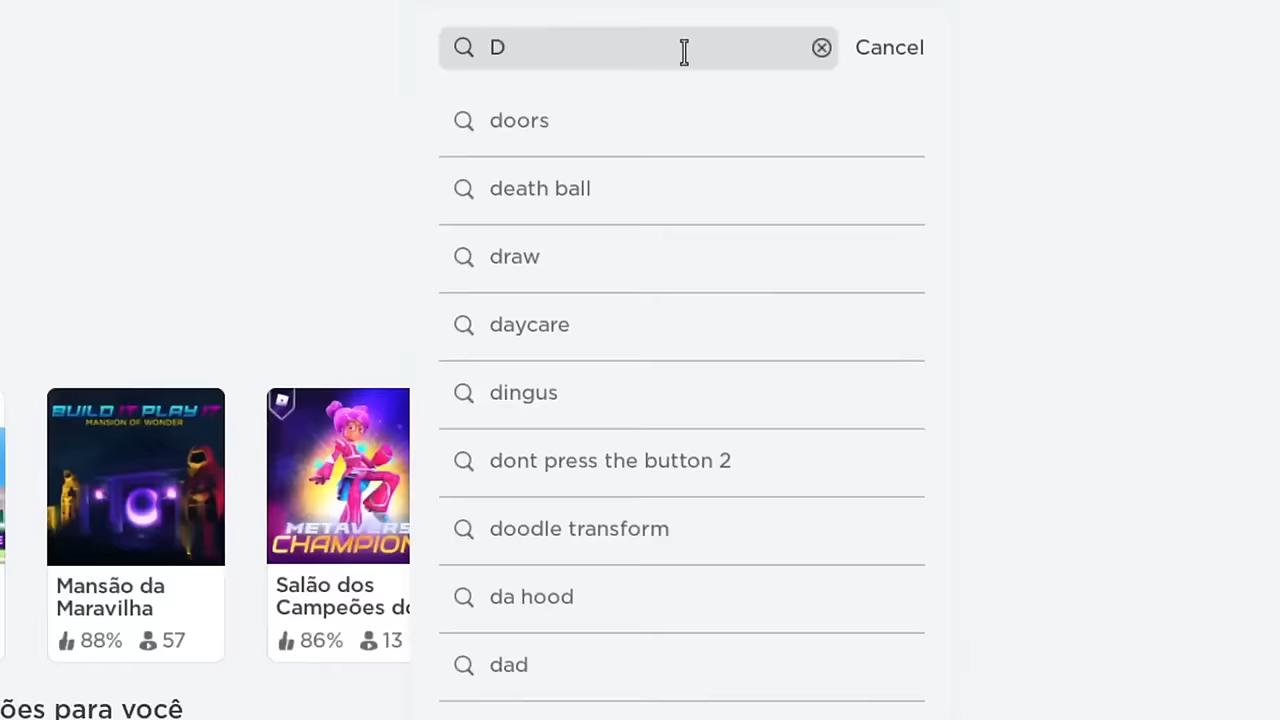 D
Cancel
doors
death ball
draw
daycare
dingus
dont press the button 2
doodle transform
da hood
dad
BUILD IT PLAY IT
MANSION OF WONDER
Mansão da
Maravilha
88% 57
METAVERS
CHAMPION
Salão dos
Campeões do
86% 13
ões para você